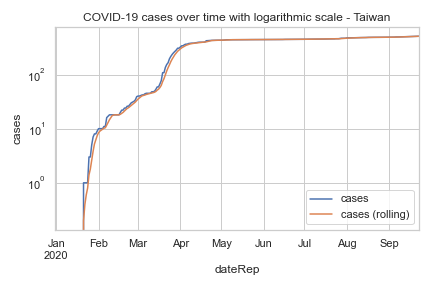 COVID-19 cases over time with logarithmic scale - Taiwan
cases
10²
10¹
10⁰
cases
cases (rolling)
Jan Feb Mar Apr May Jun Jul Aug Sep
2020
dateRep